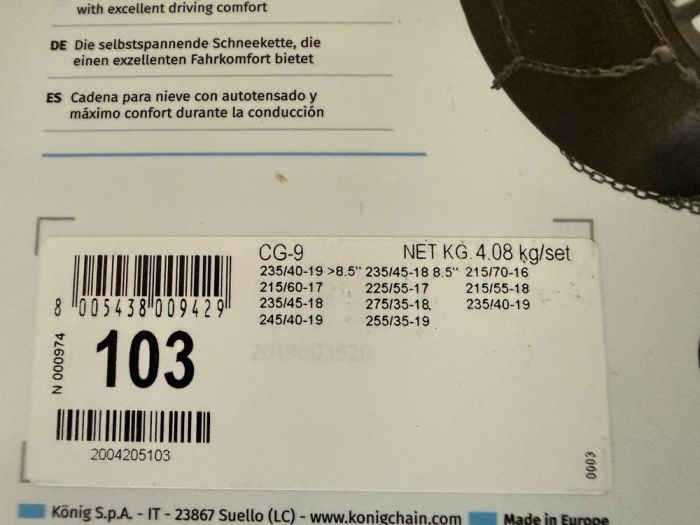 with excellent driving comfort
DE Die selbstspannende Schneekette, die
einen exzellenten Fahrkomfort bietet
ES Cadena para nieve con autotensado y
máximo confort durante la conducción
CG-9 NET KG. 4.08 kg/set
235/40-19 >8.5" 235/45-18 8.5" 215/70-16
215/60-17 225/55-17 215/55-18
235/45-18 275/35-18 235/40-19
245/40-19 255/35-19
8 005438 009429
N 000974
103
2019603520
2004205103
0003
König S.p.A. - IT - 23867 Suello (LC) - www.konigchain.com Made in Europe